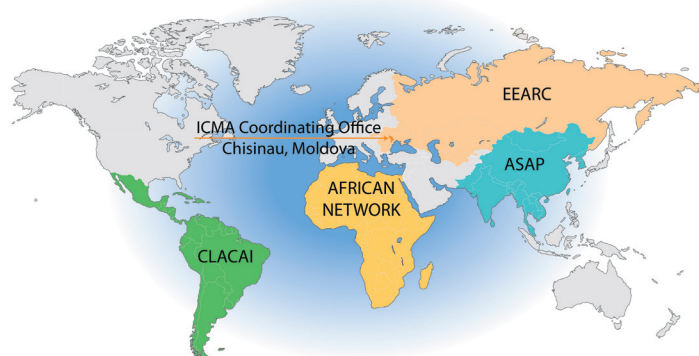 EEARC
ICMA Coordinating Office
Chisinau, Moldova
ASAP
AFRICAN
NETWORK
CLACAI